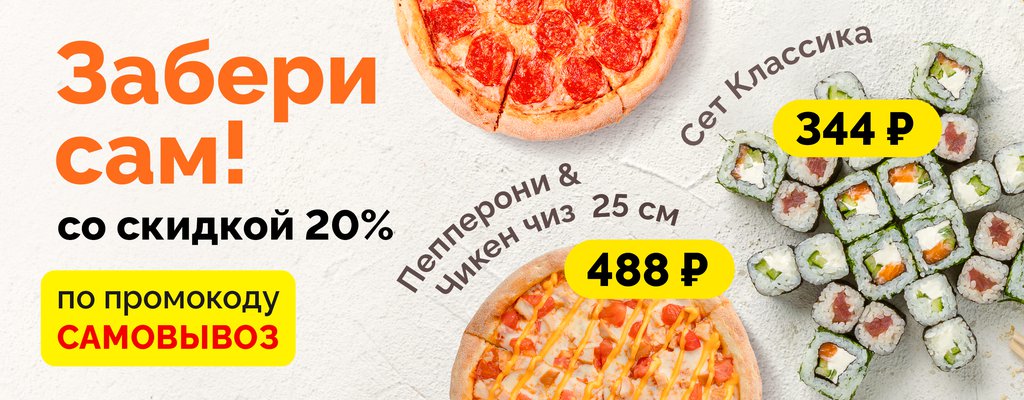 Забери
сам!
со скидкой 20%
по промокоду
САМОВЫВОЗ
Пепперони &
Чикен чиз 25 см
488 ₽
Сет Классика
344 ₽